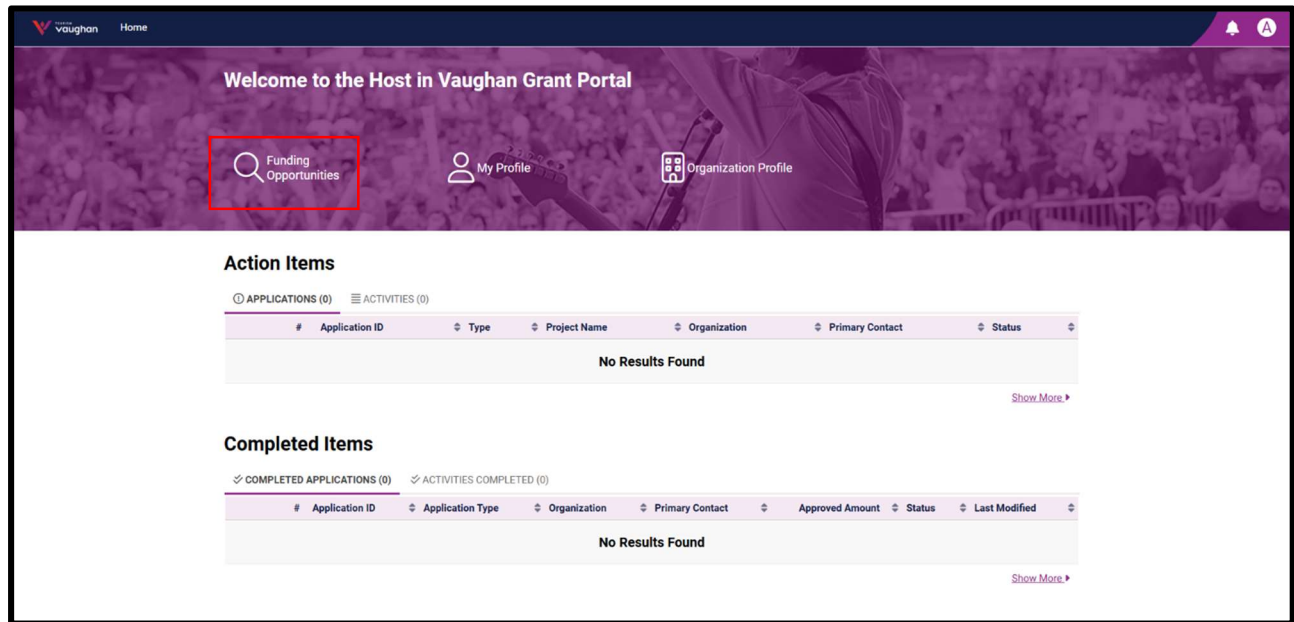 TOURISM
vaughan
Home
A
Welcome to the Host in Vaughan Grant Portal
Funding
Opportunities
My Profile
Organization Profile
Action Items
APPLICATIONS (0) ACTIVITIES (0)
# Application ID Type Project Name Organization Primary Contact Status
No Results Found
Show More
Completed Items
COMPLETED APPLICATIONS (0) ACTIVITIES COMPLETED (0)
# Application ID Application Type Organization Primary Contact Approved Amount Status Last Modified
No Results Found
Show More